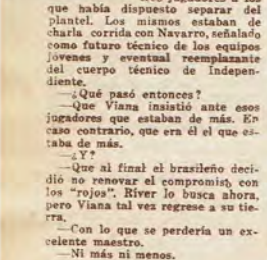 que había dispuesto separar del
plantel. Los mismos estaban de
charla corrida con Navarro, señalado
como futuro técnico de los equipos
jóvenes y eventual reemplazante
del cuerpo técnico de Indepen-
diente.
—¿Qué pasó entonces?
—Que Viana insistió ante esos
jugadores que estaban de más. En
caso contrario, que era él el que es-
taba de más.
—¿Y?
—Que al final el brasileño deci-
dió no renovar el compromiso con
los "rojos". River lo busca ahora,
pero Viana tal vez regrese a su tie-
rra.
—Con lo que se perdería un ex-
celente maestro.
—Ni más ni menos.